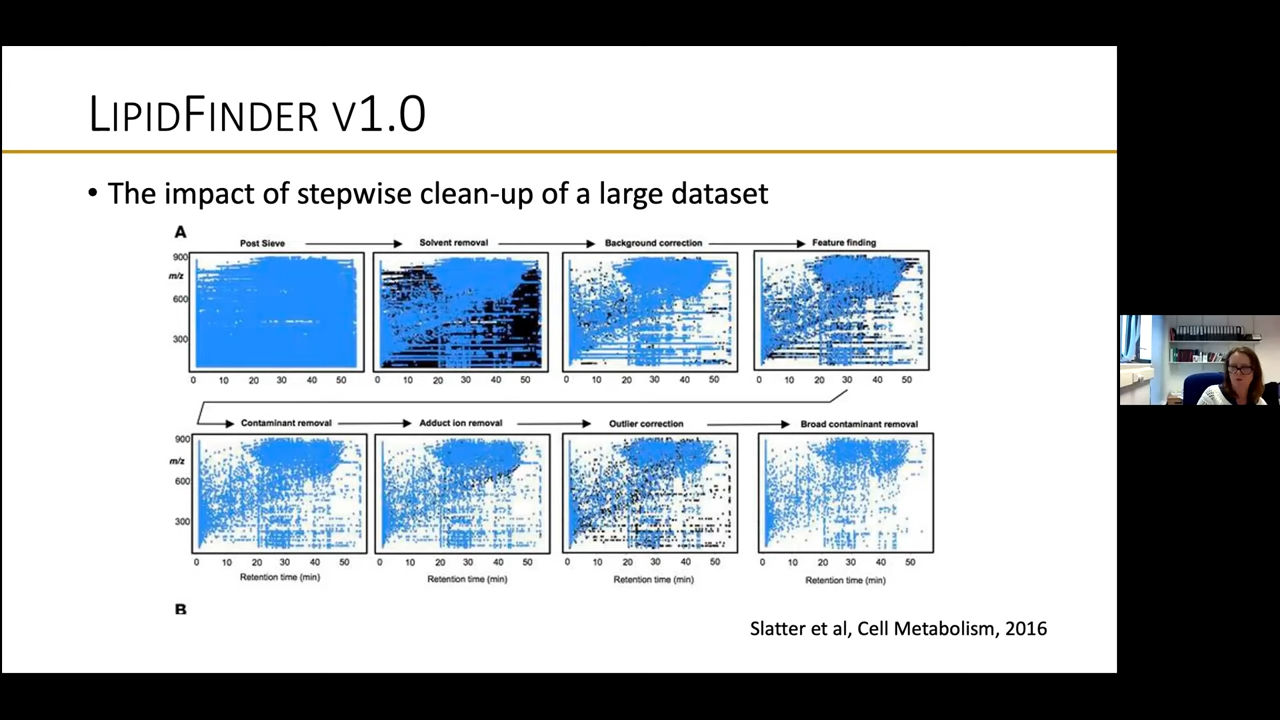 LIPIDFINDER V1.0
• The impact of stepwise clean-up of a large dataset
A
Post Sieve Solvent removal Background correction Feature finding
900
m/z
600
300
0 10 20 30 40 50 0 10 20 30 40 50 0 10 20 30 40 50 0 10 20 30 40 50
Contaminant removal Adduct ion removal Outlier correction Broad contaminant removal
900
m/z
600
300
0 10 20 30 40 50 0 10 20 30 40 50 0 10 20 30 40 50 0 10 20 30 40 50
Retention time (min) Retention time (min) Retention time (min) Retention time (min)
B
Slatter et al, Cell Metabolism, 2016